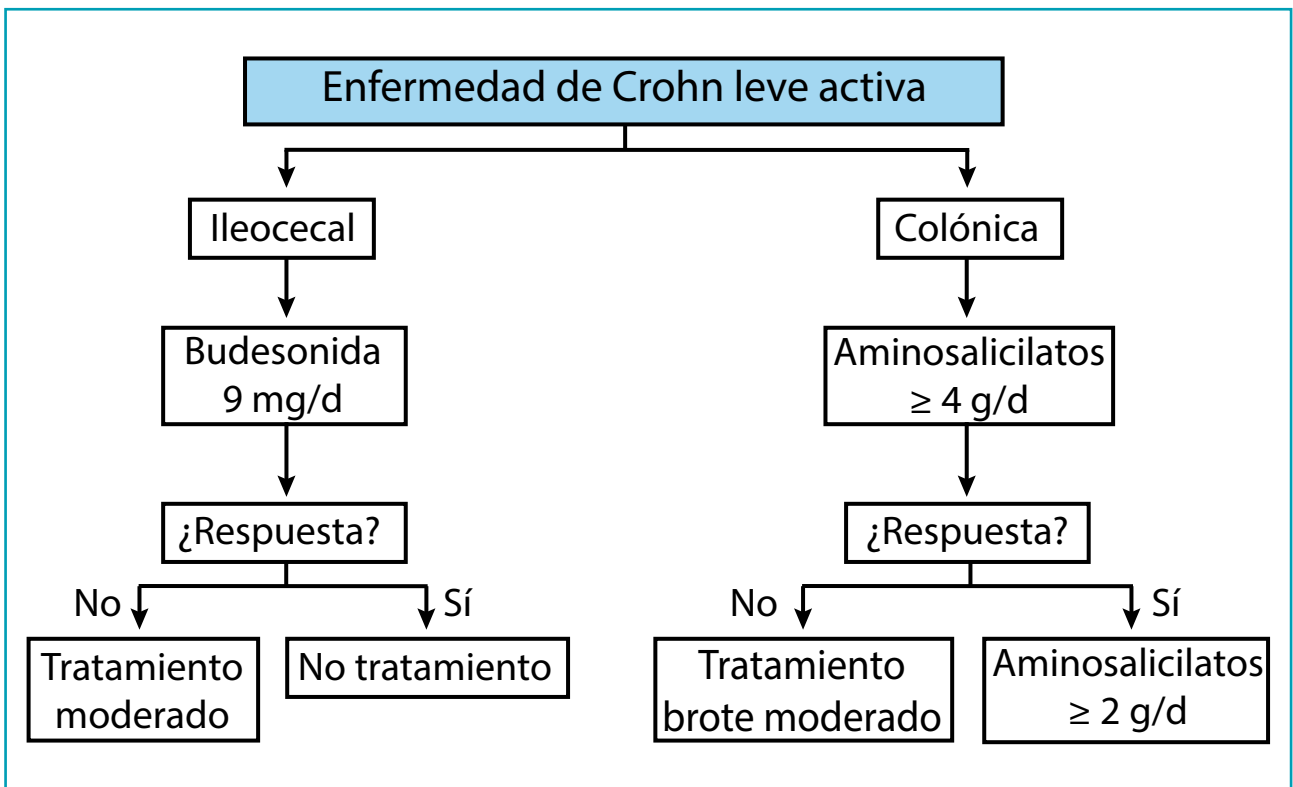 Enfermedad de Crohn leve activa
Ileocecal
Colónica
Budesonida
9 mg/d
Aminosalicilatos
≥ 4 g/d
¿Respuesta?
¿Respuesta?
No
Sí
No
Sí
Tratamiento
moderado
No tratamiento
Tratamiento
brote moderado
Aminosalicilatos
≥ 2 g/d